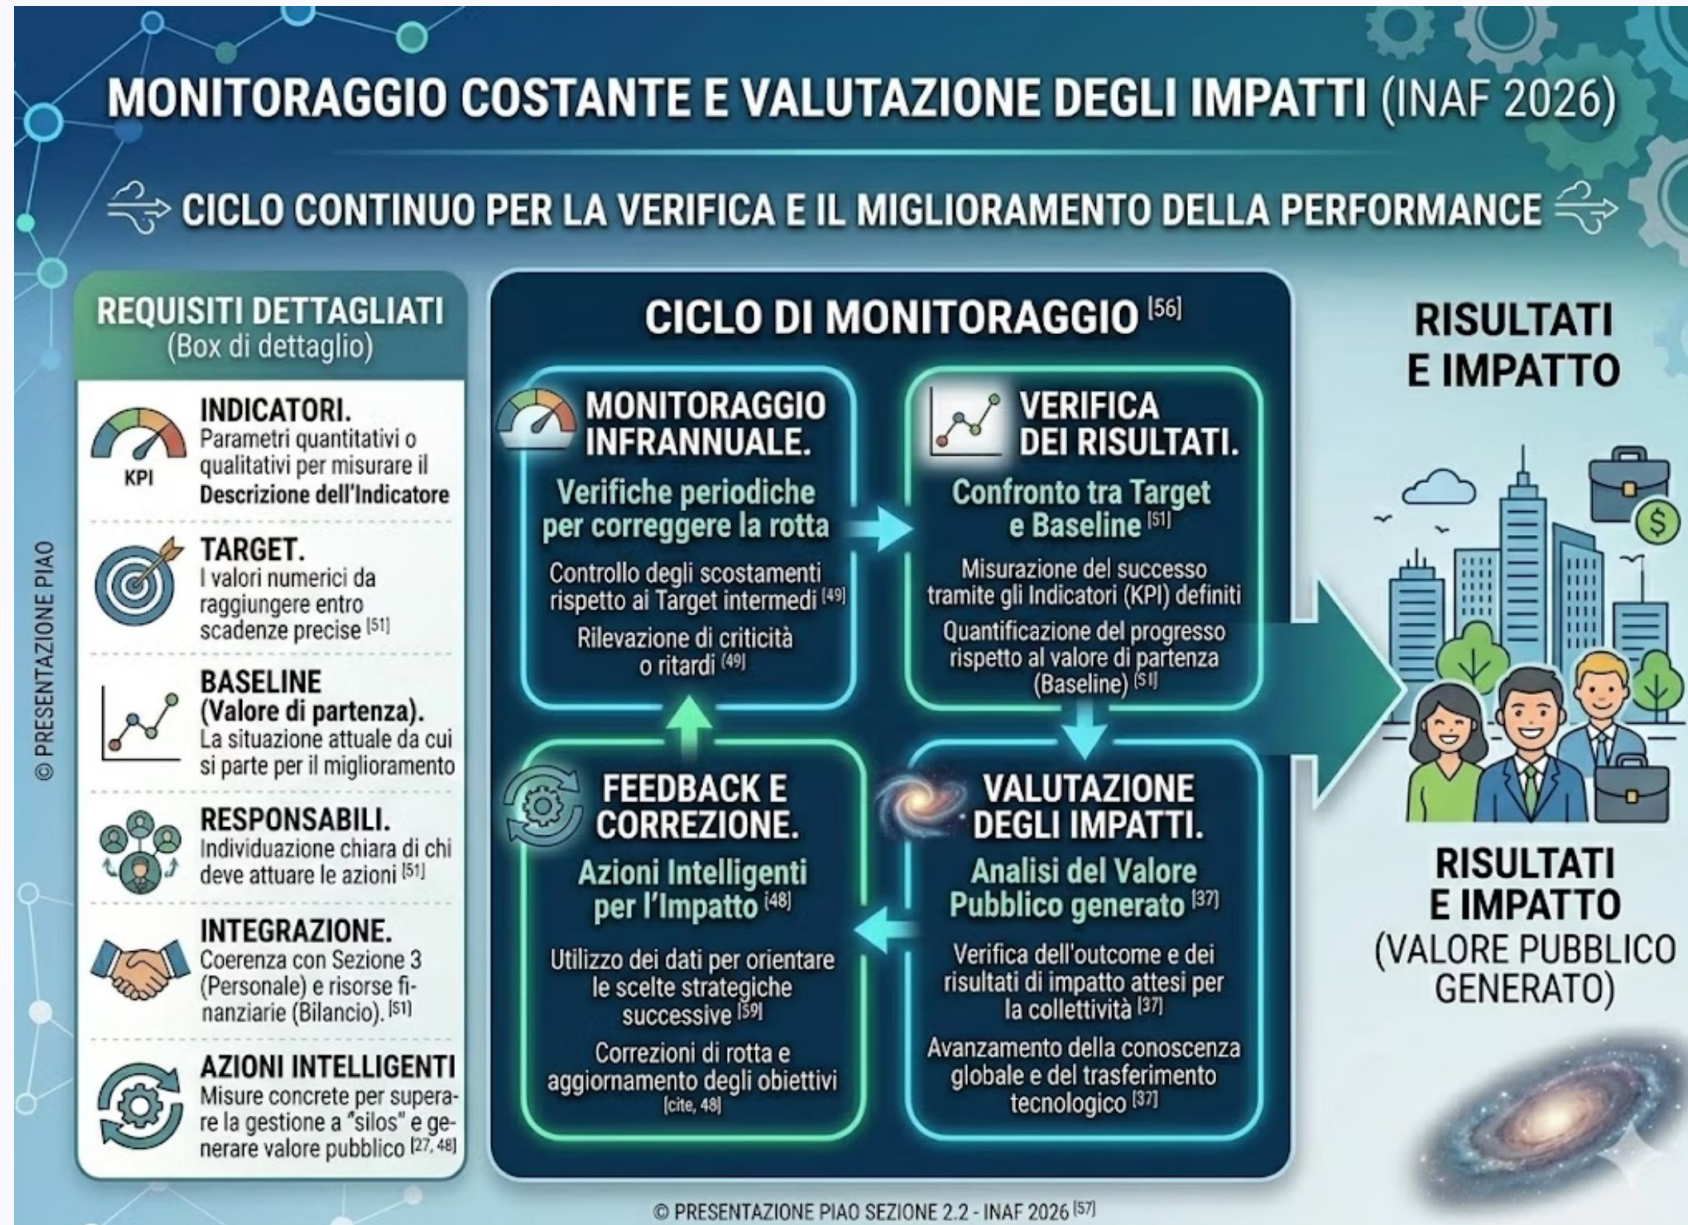 MONITORAGGIO COSTANTE E VALUTAZIONE DEGLI IMPATTI (INAF 2026)
CICLO CONTINUO PER LA VERIFICA E IL MIGLIORAMENTO DELLA PERFORMANCE
© PRESENTAZIONE PIAO
REQUISITI DETTAGLIATI
(Box di dettaglio)
KPI
INDICATORI.
Parametri quantitativi o
qualitativi per misurare il
Descrizione dell'Indicatore
TARGET.
I valori numerici da
raggiungere entro
scadenze precise [51]
BASELINE
(Valore di partenza).
La situazione attuale da cui
si parte per il miglioramento
RESPONSABILI.
Individuazione chiara di chi
deve attuare le azioni [51]
INTEGRAZIONE.
Coerenza con Sezione 3
(Personale) e risorse fi-
nanziarie (Bilancio). [51]
AZIONI INTELLIGENTI
Misure concrete per supera-
re la gestione a "silos" e ge-
nerare valore pubblico [27, 48]
CICLO DI MONITORAGGIO [56]
MONITORAGGIO
INFRANNUALE.
Verifiche periodiche
per correggere la rotta
Controllo degli scostamenti
rispetto ai Target intermedi [49]
Rilevazione di criticità
o ritardi [49]
VERIFICA
DEI RISULTATI.
Confronto tra Target
e Baseline [51]
Misurazione del successo
tramite gli Indicatori (KPI) definiti
Quantificazione del progresso
rispetto al valore di partenza
(Baseline) [51]
FEEDBACK E
CORREZIONE.
Azioni Intelligenti
per l'Impatto [48]
Utilizzo dei dati per orientare
le scelte strategiche
successive [59]
Correzioni di rotta e
aggiornamento degli obiettivi
[cite, 48]
VALUTAZIONE
DEGLI IMPATTI.
Analisi del Valore
Pubblico generato [37]
Verifica dell'outcome e dei
risultati di impatto attesi per
la collettività [37]
Avanzamento della conoscenza
globale e del trasferimento
tecnologico [37]
RISULTATI
E IMPATTO
$
RISULTATI
E IMPATTO
(VALORE PUBBLICO
GENERATO)
© PRESENTAZIONE PIAO SEZIONE 2.2 - INAF 2026 [57]